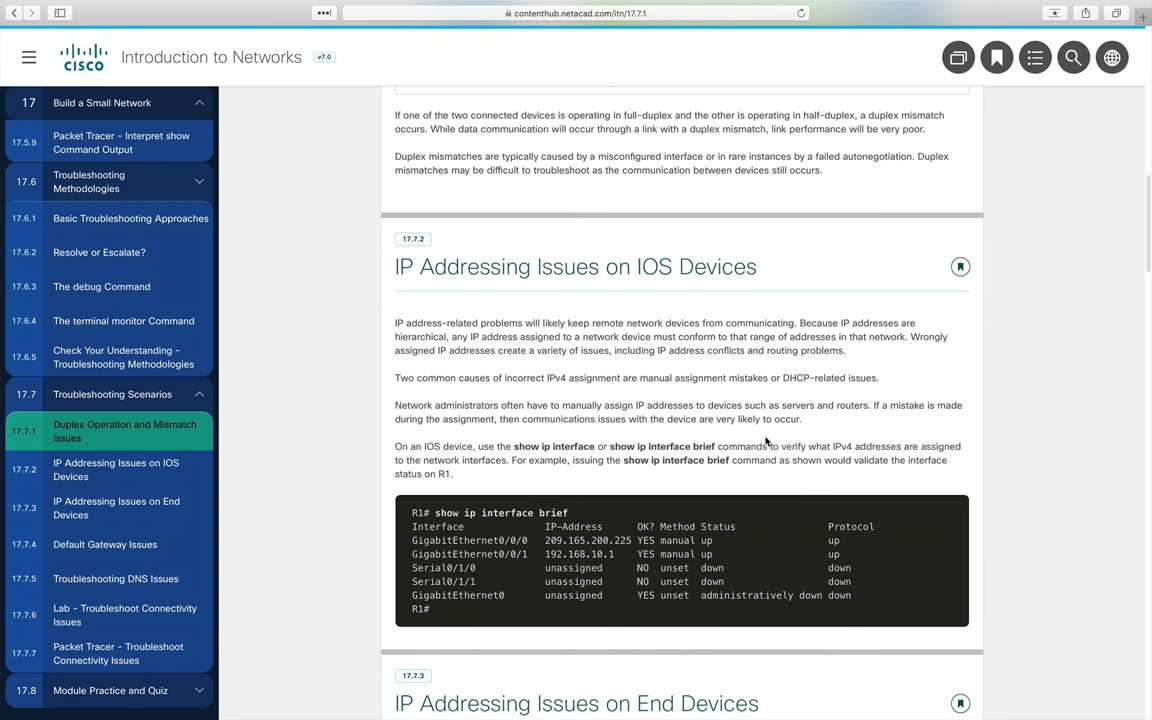 contenthub.netacad.com/itn/17.7.1
CISCO
Introduction to Networks
v7.0
17 Build a Small Network
17.5.9 Packet Tracer - Interpret show
Command Output
17.6 Troubleshooting
Methodologies
17.6.1 Basic Troubleshooting Approaches
17.6.2 Resolve or Escalate?
17.6.3 The debug Command
17.6.4 The terminal monitor Command
17.6.5 Check Your Understanding -
Troubleshooting Methodologies
17.7 Troubleshooting Scenarios
17.7.1 Duplex Operation and Mismatch
Issues
17.7.2 IP Addressing Issues on IOS
Devices
17.7.3 IP Addressing Issues on End
Devices
17.7.4 Default Gateway Issues
17.7.5 Troubleshooting DNS Issues
17.7.6 Lab - Troubleshoot Connectivity
Issues
17.7.7 Packet Tracer - Troubleshoot
Connectivity Issues
17.8 Module Practice and Quiz
If one of the two connected devices is operating in full-duplex and the other is operating in half-duplex, a duplex mismatch
occurs. While data communication will occur through a link with a duplex mismatch, link performance will be very poor.
Duplex mismatches are typically caused by a misconfigured interface or in rare instances by a failed autonegotiation. Duplex
mismatches may be difficult to troubleshoot as the communication between devices still occurs.
17.7.2
IP Addressing Issues on IOS Devices
IP address-related problems will likely keep remote network devices from communicating. Because IP addresses are
hierarchical, any IP address assigned to a network device must conform to that range of addresses in that network. Wrongly
assigned IP addresses create a variety of issues, including IP address conflicts and routing problems.
Two common causes of incorrect IPv4 assignment are manual assignment mistakes or DHCP-related issues.
Network administrators often have to manually assign IP addresses to devices such as servers and routers. If a mistake is made
during the assignment, then communications issues with the device are very likely to occur.
On an IOS device, use the show ip interface or show ip interface brief commands to verify what IPv4 addresses are assigned
to the network interfaces. For example, issuing the show ip interface brief command as shown would validate the interface
status on R1.
R1# show ip interface brief
Interface IP-Address OK? Method Status Protocol
GigabitEthernet0/0/0 209.165.200.225 YES manual up up
GigabitEthernet0/0/1 192.168.10.1 YES manual up up
Serial0/1/0 unassigned NO unset down down
Serial0/1/1 unassigned NO unset down down
GigabitEthernet0 unassigned YES unset administratively down down
R1#
17.7.3
IP Addressing Issues on End Devices